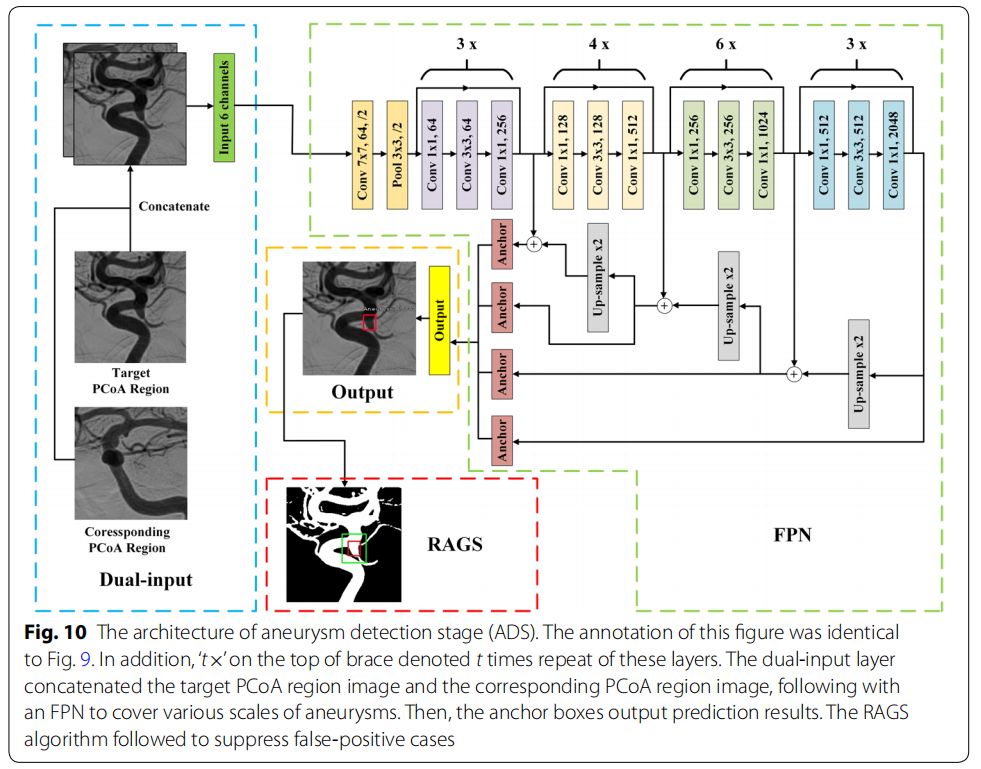 3 x
4 x
6 x
3 x
Input 6 channels
Conv 7x7, 64, /2
Pool 3x3, /2
Conv 1x1, 64
Conv 3x3, 64
Conv 1x1, 256
Conv 1x1, 128
Conv 3x3, 128
Conv 1x1, 512
Conv 1x1, 256
Conv 3x3, 256
Conv 1x1, 1024
Conv 1x1, 512
Conv 3x3, 512
Conv 1x1, 2048
Concatenate
Target
PCoA Region
Coressponding
PCoA Region
Dual-input
Anchor
Anchor
Anchor
Anchor
+
+
+
Up-sample x2
Up-sample x2
Up-sample x2
Output
Output
RAGS
FPN
Fig. 10 The architecture of aneurysm detection stage (ADS). The annotation of this figure was identical
to Fig. 9. In addition, ‘t×’ on the top of brace denoted t times repeat of these layers. The dual-input layer
concatenated the target PCoA region image and the corresponding PCoA region image, following with
an FPN to cover various scales of aneurysms. Then, the anchor boxes output prediction results. The RAGS
algorithm followed to suppress false-positive cases